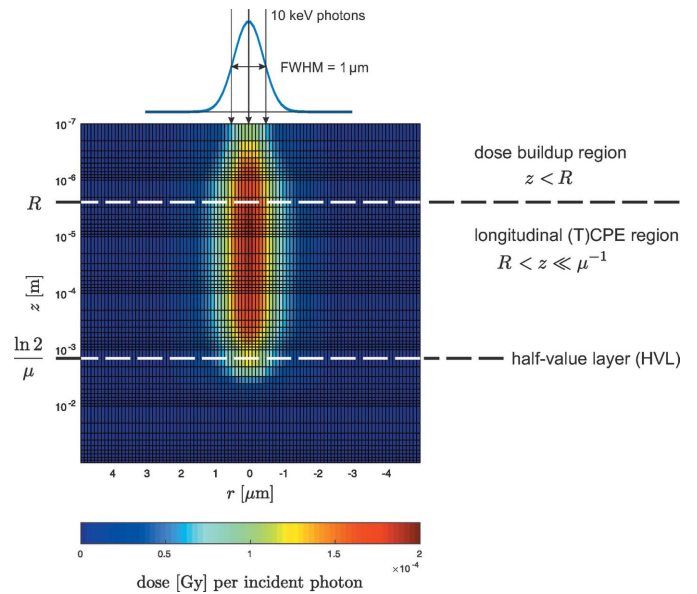 10 keV photons
FWHM = 1 μm
10⁻⁷
10⁻⁶
R
10⁻⁵
z [m]
10⁻⁴
10⁻³
ln 2
μ
10⁻²
dose buildup region
z < R
longitudinal (T)CPE region
R < z ≪ μ⁻¹
half-value layer (HVL)
4 3 2 1 0 -1 -2 -3 -4
r [μm]
0 0.5 1 1.5 2
×10⁻⁴
dose [Gy] per incident photon